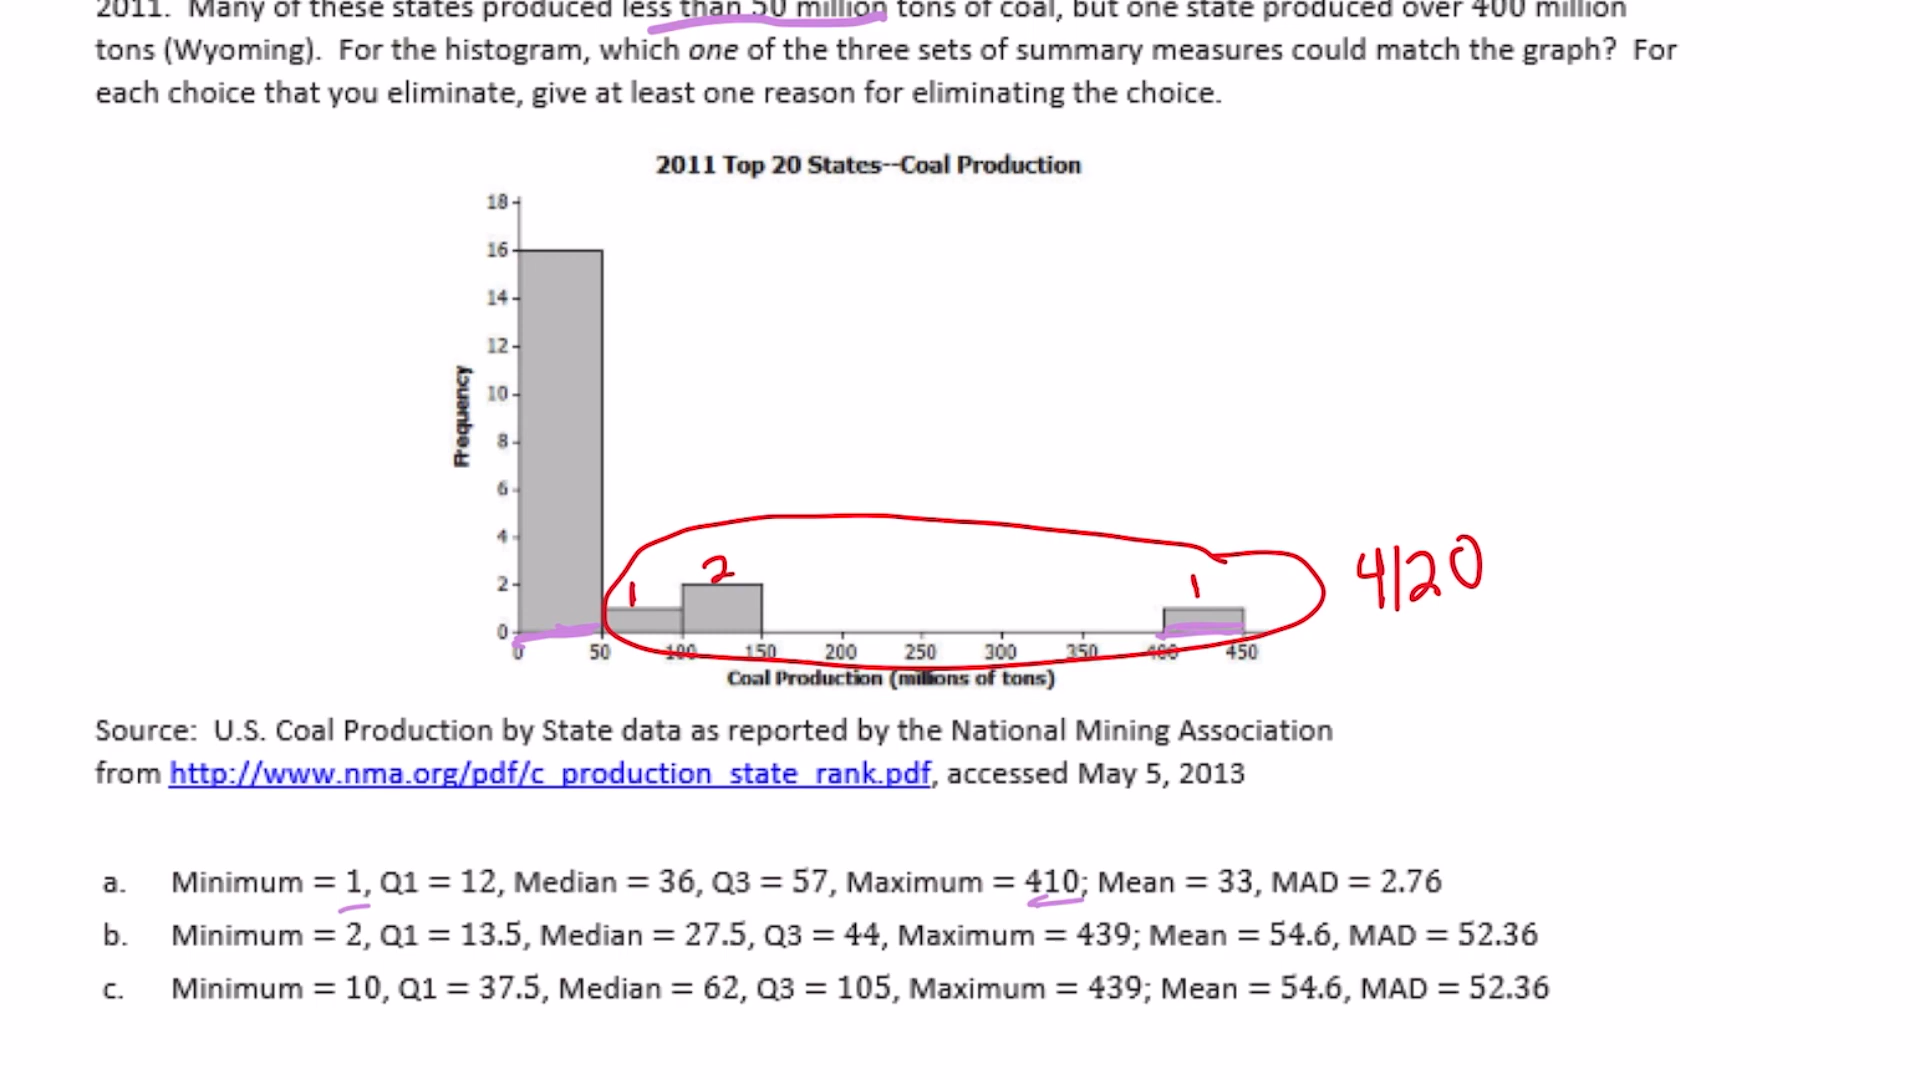 2011. Many of these states produced less than 50 million tons of coal, but one state produced over 400 million
tons (Wyoming). For the histogram, which one of the three sets of summary measures could match the graph? For
each choice that you eliminate, give at least one reason for eliminating the choice.
2011 Top 20 States--Coal Production
18
16
14
12
10
8
6
4
2
0
Frequency
1
2
1
4/20
0 50 100 150 200 250 300 350 400 450
Coal Production (millions of tons)
Source: U.S. Coal Production by State data as reported by the National Mining Association
from http://www.nma.org/pdf/c_production_state_rank.pdf, accessed May 5, 2013
a. Minimum = 1, Q1 = 12, Median = 36, Q3 = 57, Maximum = 410; Mean = 33, MAD = 2.76
b. Minimum = 2, Q1 = 13.5, Median = 27.5, Q3 = 44, Maximum = 439; Mean = 54.6, MAD = 52.36
c. Minimum = 10, Q1 = 37.5, Median = 62, Q3 = 105, Maximum = 439; Mean = 54.6, MAD = 52.36